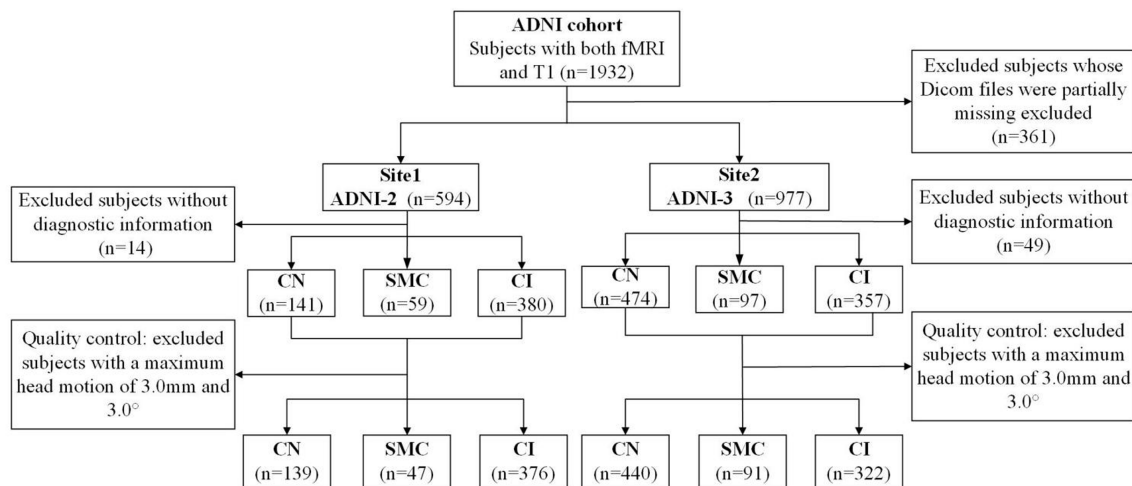 ADNI cohort
Subjects with both fMRI
and T1 (n=1932)
Excluded subjects whose
Dicom files were partially
missing excluded
(n=361)
Site1
ADNI-2 (n=594)
Site2
ADNI-3 (n=977)
Excluded subjects without
diagnostic information
(n=14)
Excluded subjects without
diagnostic information
(n=49)
CN
(n=141)
SMC
(n=59)
CI
(n=380)
CN
(n=474)
SMC
(n=97)
CI
(n=357)
Quality control: excluded
subjects with a maximum
head motion of 3.0mm and
3.0°
Quality control: excluded
subjects with a maximum
head motion of 3.0mm and
3.0°
CN
(n=139)
SMC
(n=47)
CI
(n=376)
CN
(n=440)
SMC
(n=91)
CI
(n=322)